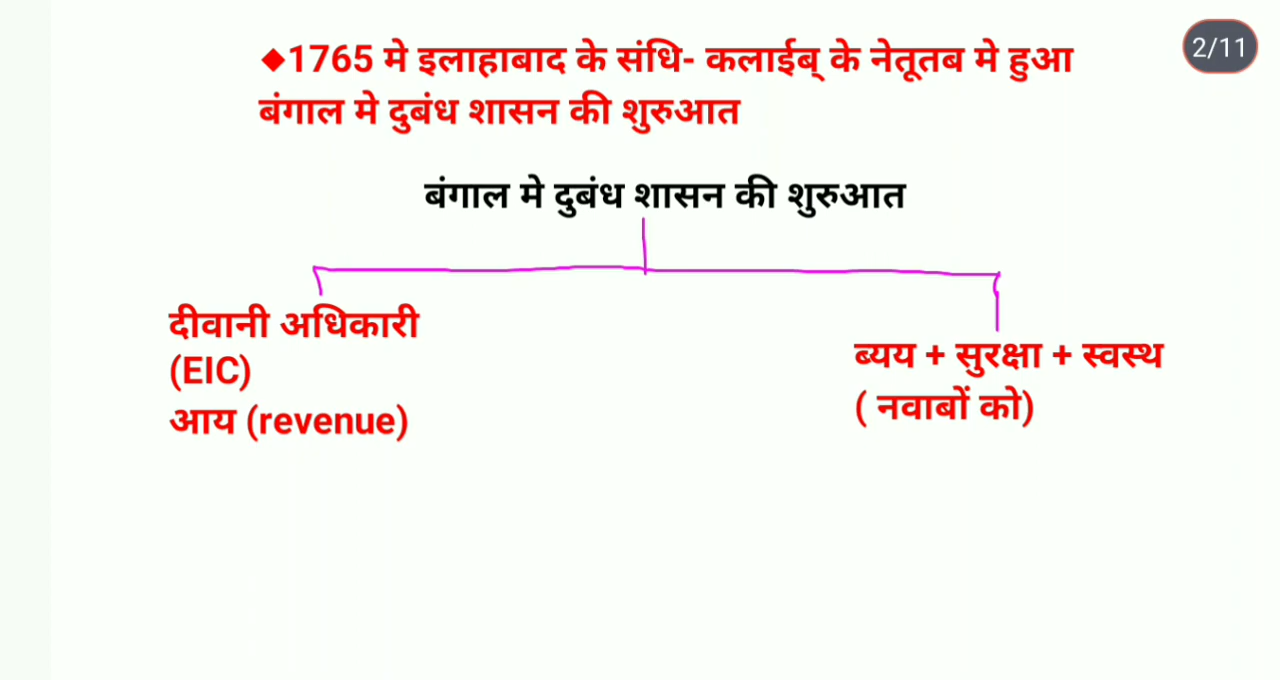 ◆1765 मे इलाहाबाद के संधि- कलाईब् के नेतूतब मे हुआ
2/11
बंगाल मे दुबंध शासन की शुरुआत
बंगाल मे दुबंध शासन की शुरुआत
दीवानी अधिकारी
(EIC)
आय (revenue)
ब्यय + सुरक्षा + स्वस्थ
( नवाबों को)